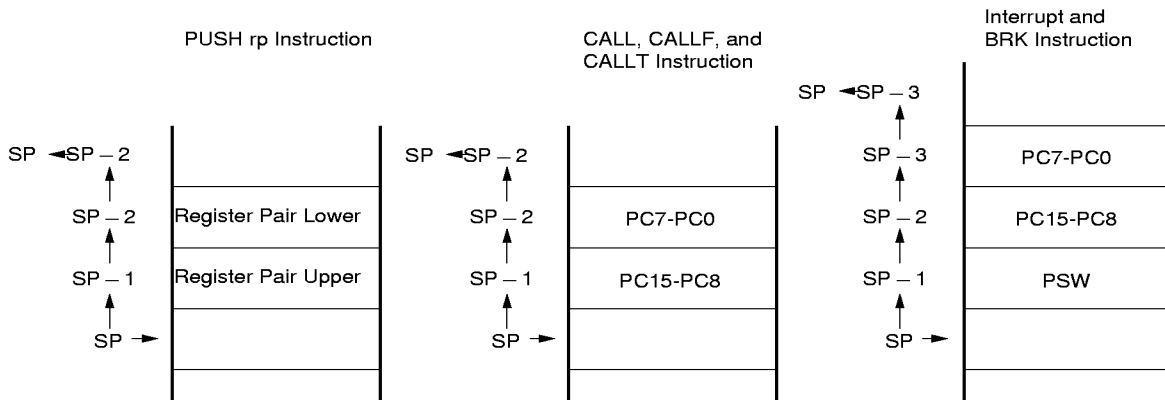 PUSH rp Instruction
SP SP – 2
SP – 2 Register Pair Lower
SP – 1 Register Pair Upper
SP
CALL, CALLF, and
CALLT Instruction
SP SP – 2
SP – 2 PC7-PC0
SP – 1 PC15-PC8
SP
Interrupt and
BRK Instruction
SP SP – 3
SP – 3 PC7-PC0
SP – 2 PC15-PC8
SP – 1 PSW
SP